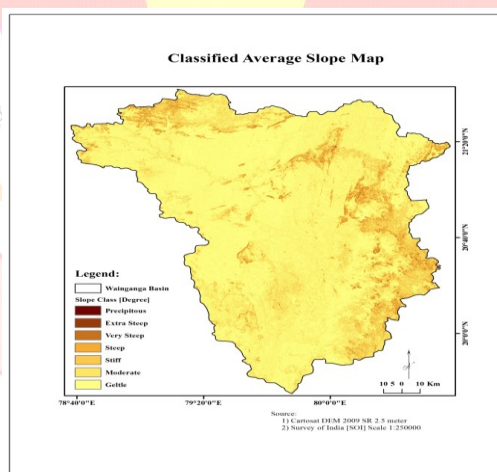 Classified Average Slope Map
21°20'0"N
20°40'0"N
20°0'0"N
Legend:
Wainganga Basin
Slope Class [Degree]
Precipitous
Extra Steep
Very Steep
Steep
Stiff
Moderate
Geltle
10 5 0 10 Km
78°40'0"E
79°20'0"E
80°0'0"E
Source:
1) Cartosat DEM 2009 SR 2.5 meter
2) Survey of India [SOI] Scale 1:250000